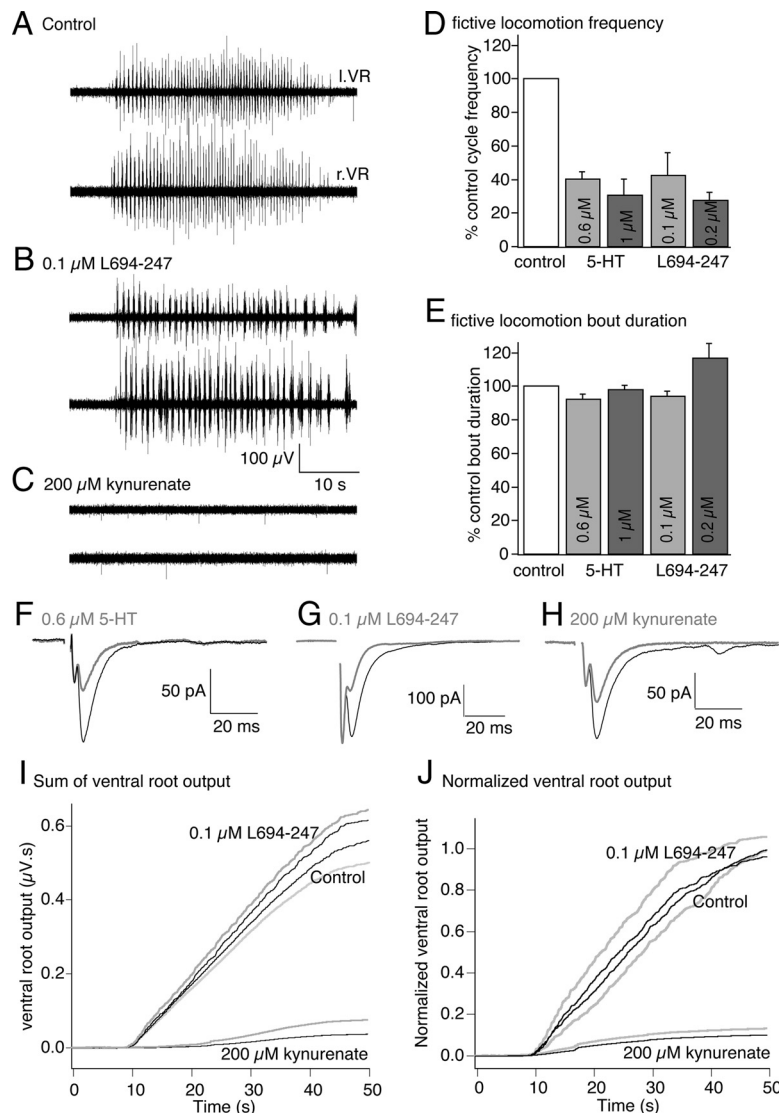 A Control
l.VR
r.VR
B 0.1 µM L694-247
100 µV
10 s
C 200 µM kynurenate
D fictive locomotion frequency
% control cycle frequency
120
100
80
60
40
20
0
0.6 µM
1 µM
0.1 µM
0.2 µM
control 5-HT L694-247
E fictive locomotion bout duration
% control bout duration
120
100
80
60
40
20
0
0.6 µM
1 µM
0.1 µM
0.2 µM
control 5-HT L694-247
F 0.6 µM 5-HT
50 pA
20 ms
G 0.1 µM L694-247
100 pA
20 ms
H 200 µM kynurenate
50 pA
20 ms
I Sum of ventral root output
ventral root output (µV.s)
0.6
0.4
0.2
0.0
0.1 µM L694-247
Control
200 µM kynurenate
0 10 20 30 40 50
Time (s)
J Normalized ventral root output
Normalized ventral root output
1.0
0.8
0.6
0.4
0.2
0.0
0.1 µM L694-247
Control
200 µM kynurenate
0 10 20 30 40 50
Time (s)